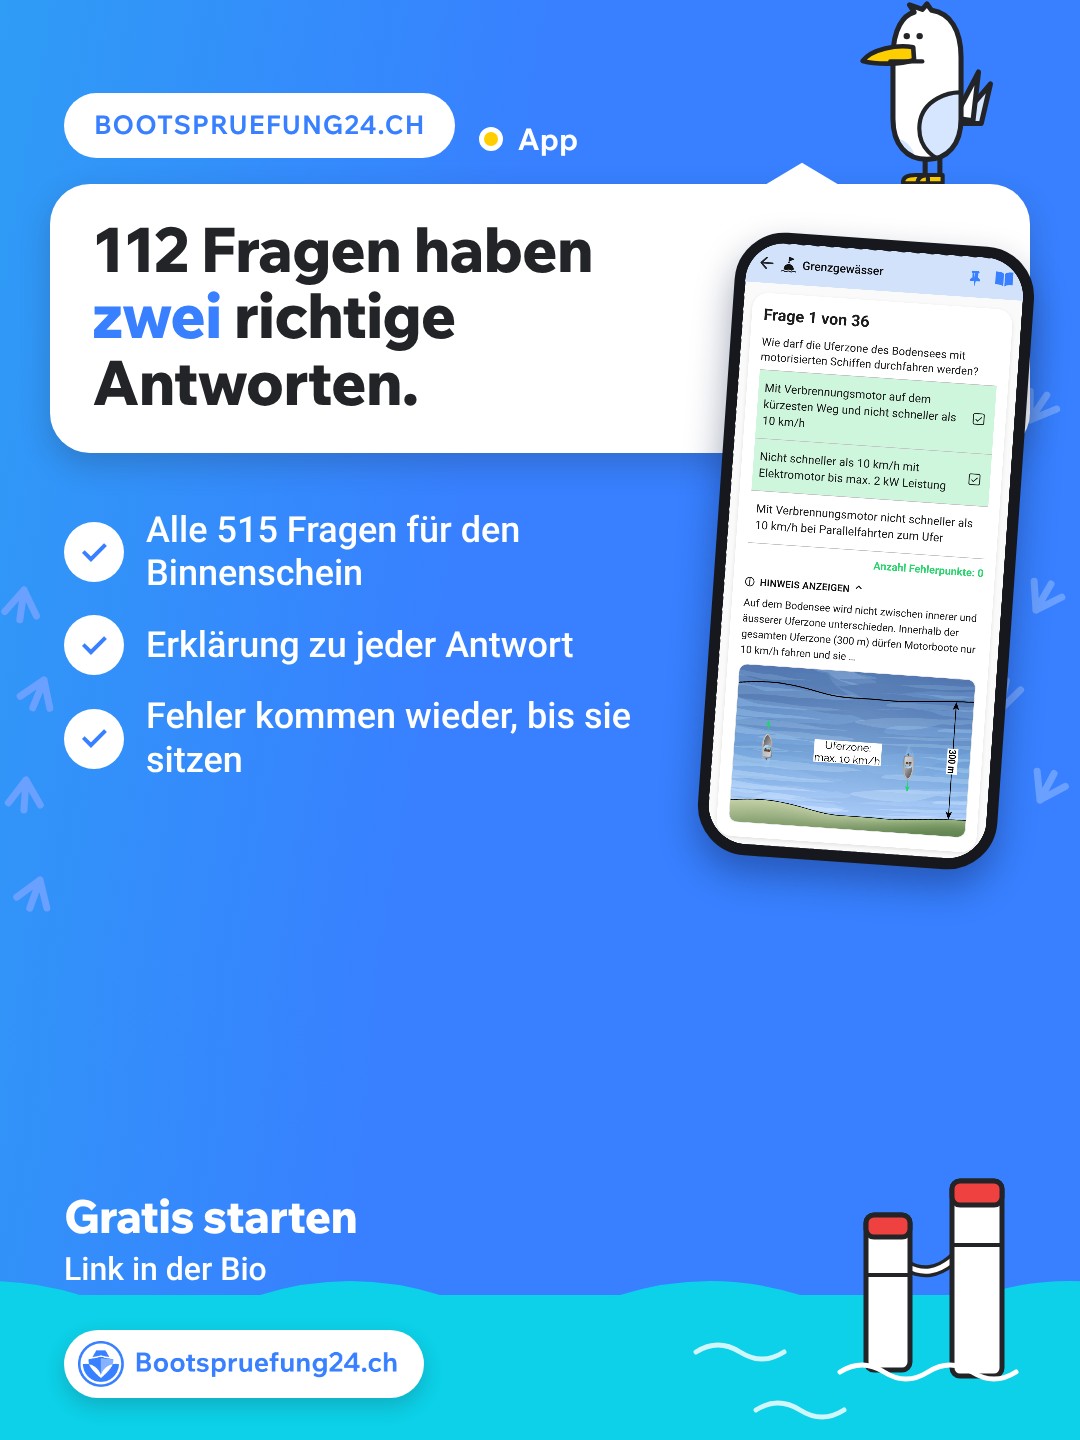 BOOTSPRUEFUNG24.CH
App
112 Fragen haben
zwei richtige
Antworten.
Alle 515 Fragen für den
Binnenschein
Erklärung zu jeder Antwort
Fehler kommen wieder, bis sie
sitzen
Grenzgewässer
Frage 1 von 36
Wie darf die Uferzone des Bodensees mit
motorisierten Schiffen durchfahren werden?
Mit Verbrennungsmotor auf dem
kürzesten Weg und nicht schneller als
10 km/h
Nicht schneller als 10 km/h mit
Elektromotor bis max. 2 kW Leistung
Mit Verbrennungsmotor nicht schneller als
10 km/h bei Parallelfahrten zum Ufer
Anzahl Fehlerpunkte: 0
HINWEIS ANZEIGEN
Auf dem Bodensee wird nicht zwischen innerer und
äusserer Uferzone unterschieden. Innerhalb der
gesamten Uferzone (300 m) dürfen Motorboote nur
10 km/h fahren und sie ...
Uferzone:
max. 10 km/h
300 m
Gratis starten
Link in der Bio
Bootspruefung24.ch